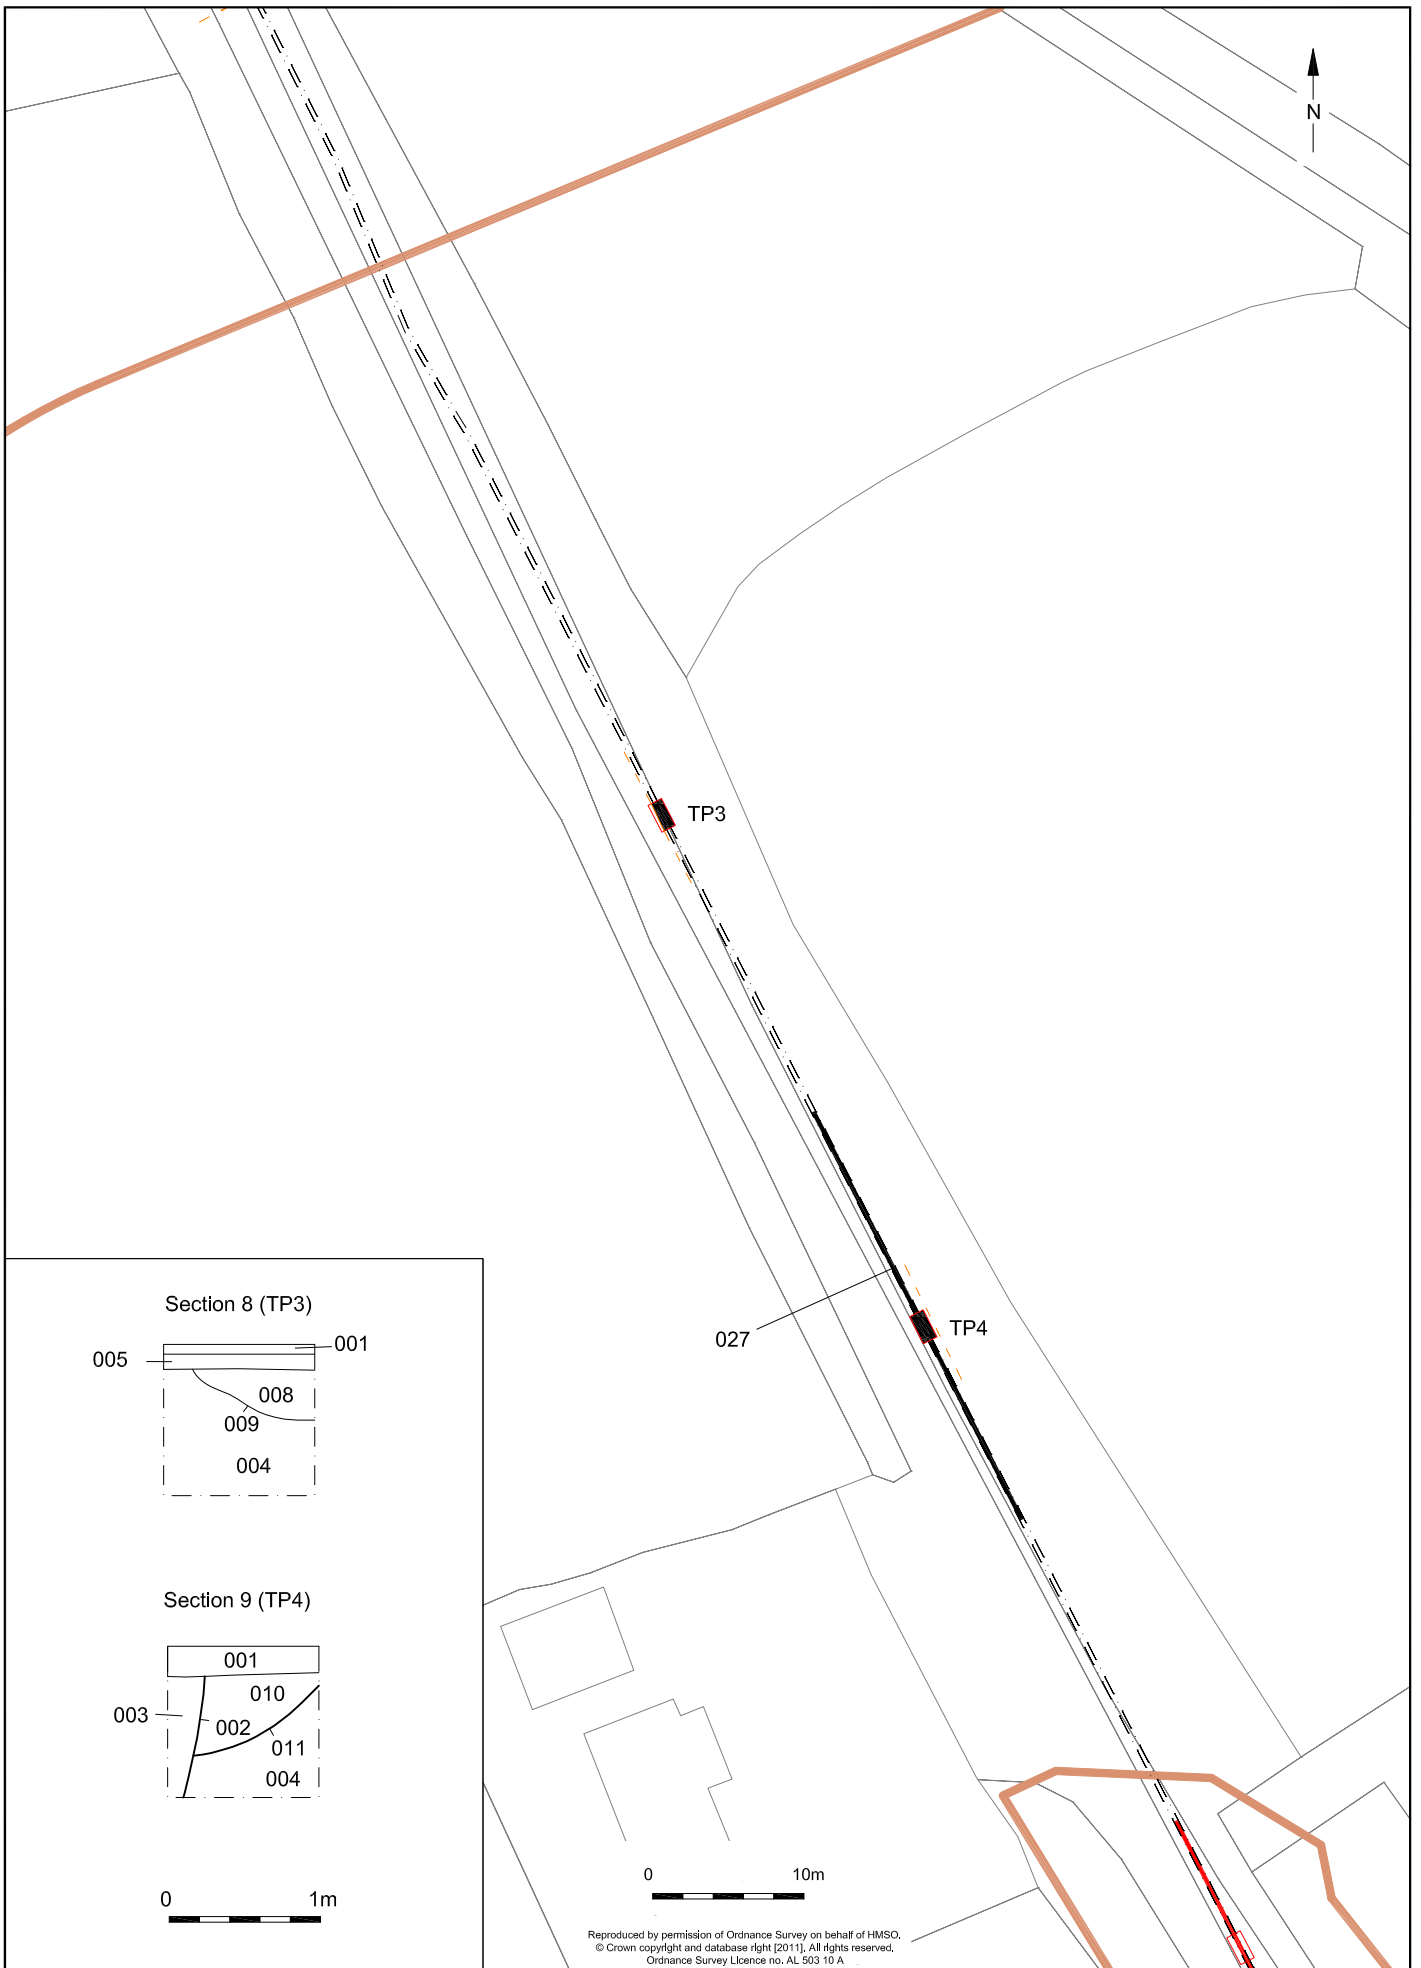 N
TP3
TP4
027
Section 8 (TP3)
001
005
008
009
004
Section 9 (TP4)
001
010
003
002
011
004
0 1m
0 10m
Reproduced by permission of Ordnance Survey on behalf of HMSO.
© Crown copyright and database right [2011]. All rights reserved.
Ordnance Survey Licence no. AL 503 10 A